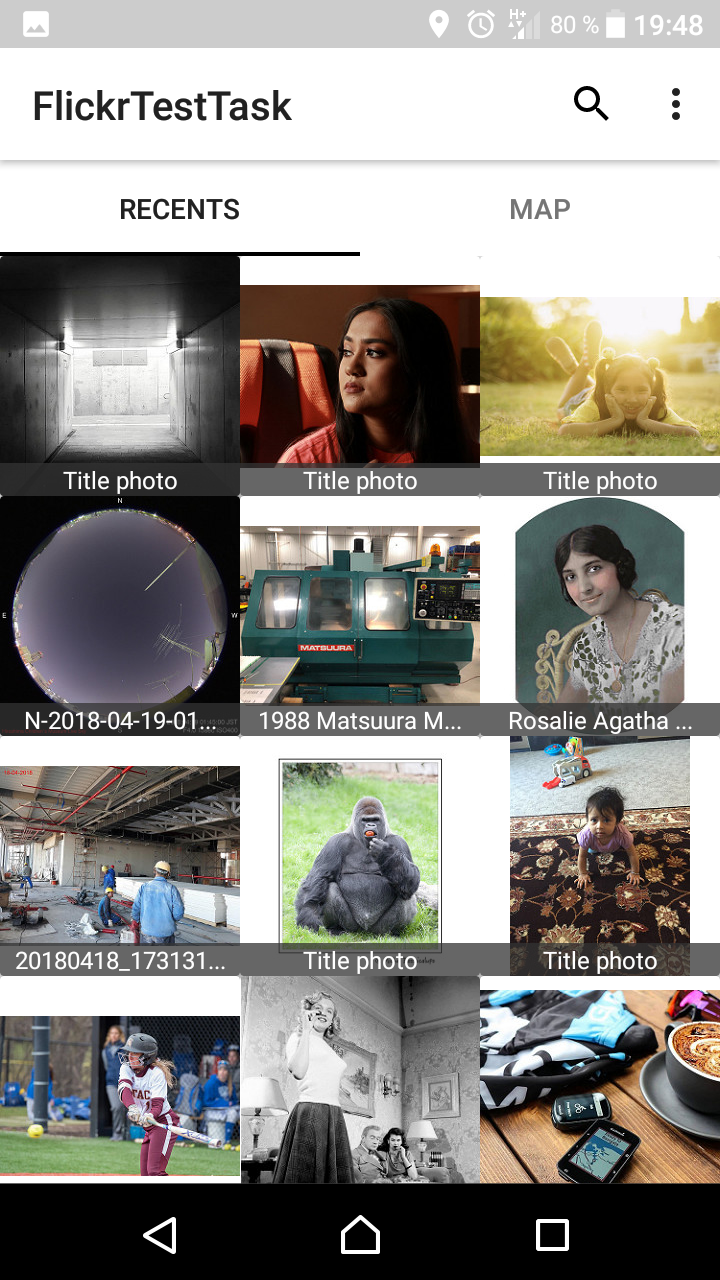 H+ 80 % 19:48
FlickrTestTask
RECENTS MAP
Title photo Title photo Title photo
N
E W
N-2018-04-19-01... 1988 Matsuura M... Rosalie Agatha ...
MATSUURA
20180418_173131... Title photo Title photo